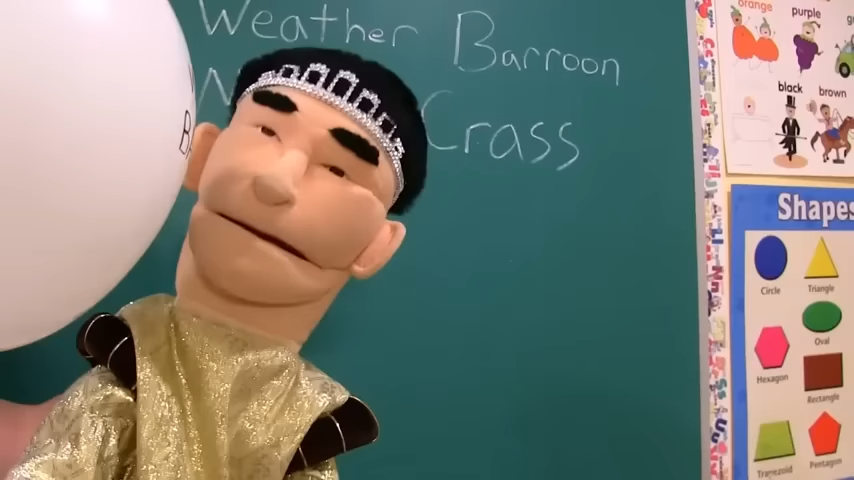 Weather Barroon
Crass
orange
purple
black
brown
Shapes
Circle
Triangle
Oval
Hexagon
Rectangle
Trapezoid
Pentagon